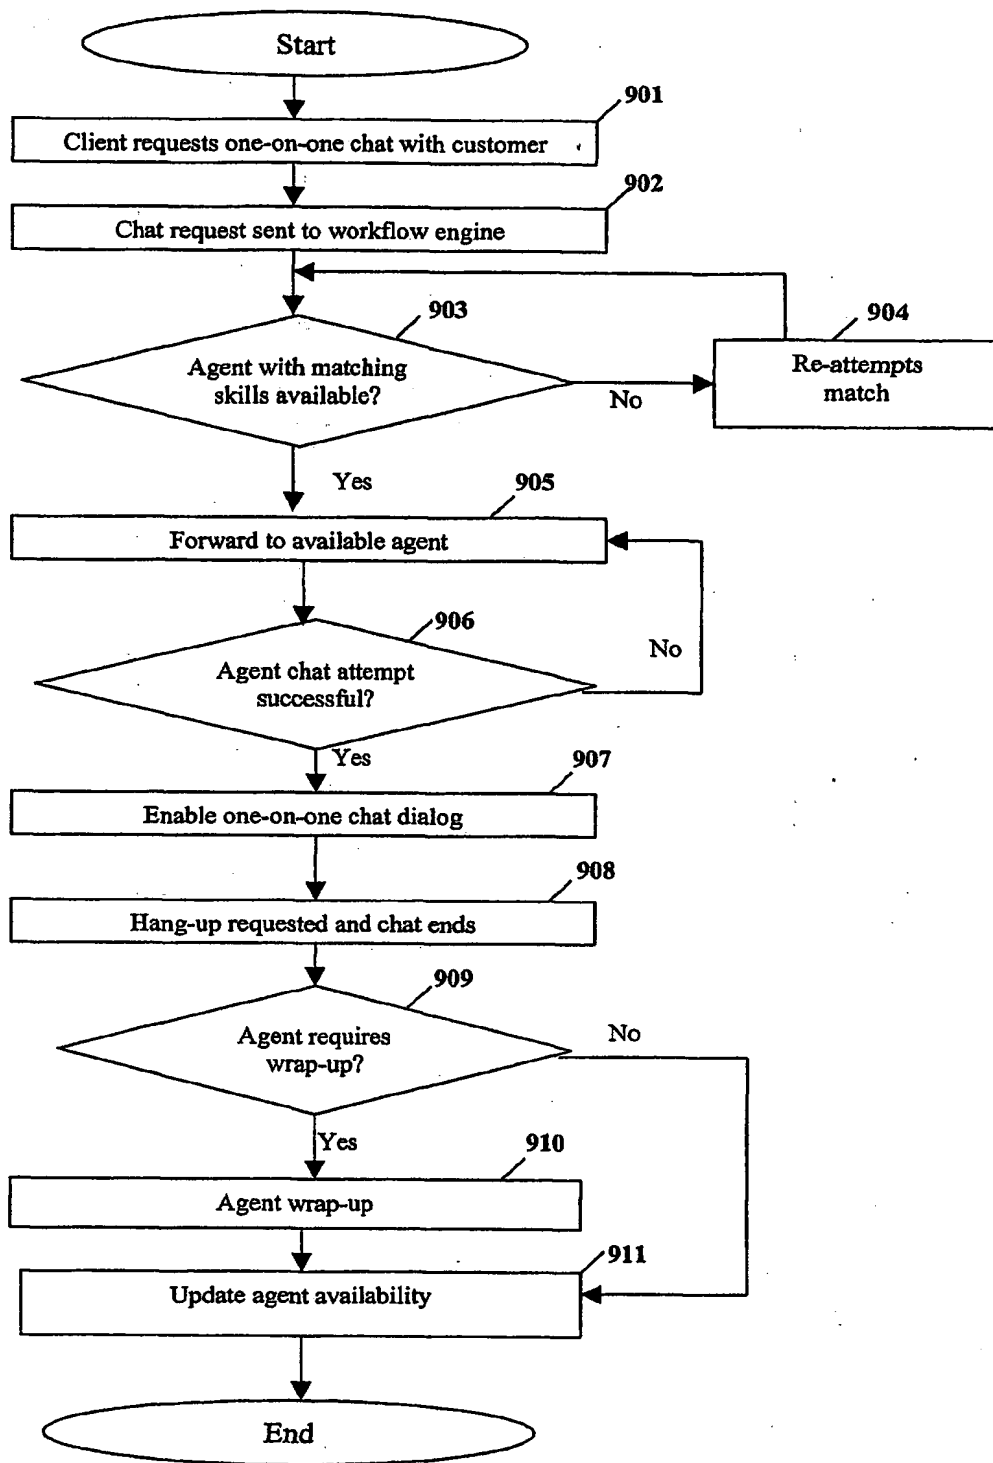 Start
901
Client requests one-on-one chat with customer
902
Chat request sent to workflow engine
903
904
Agent with matching
skills available?
Re-attempts
match
No
Yes
905
Forward to available agent
906
No
Agent chat attempt
successful?
Yes
907
Enable one-on-one chat dialog
908
Hang-up requested and chat ends
909
No
Agent requires
wrap-up?
Yes
910
Agent wrap-up
911
Update agent availability
End